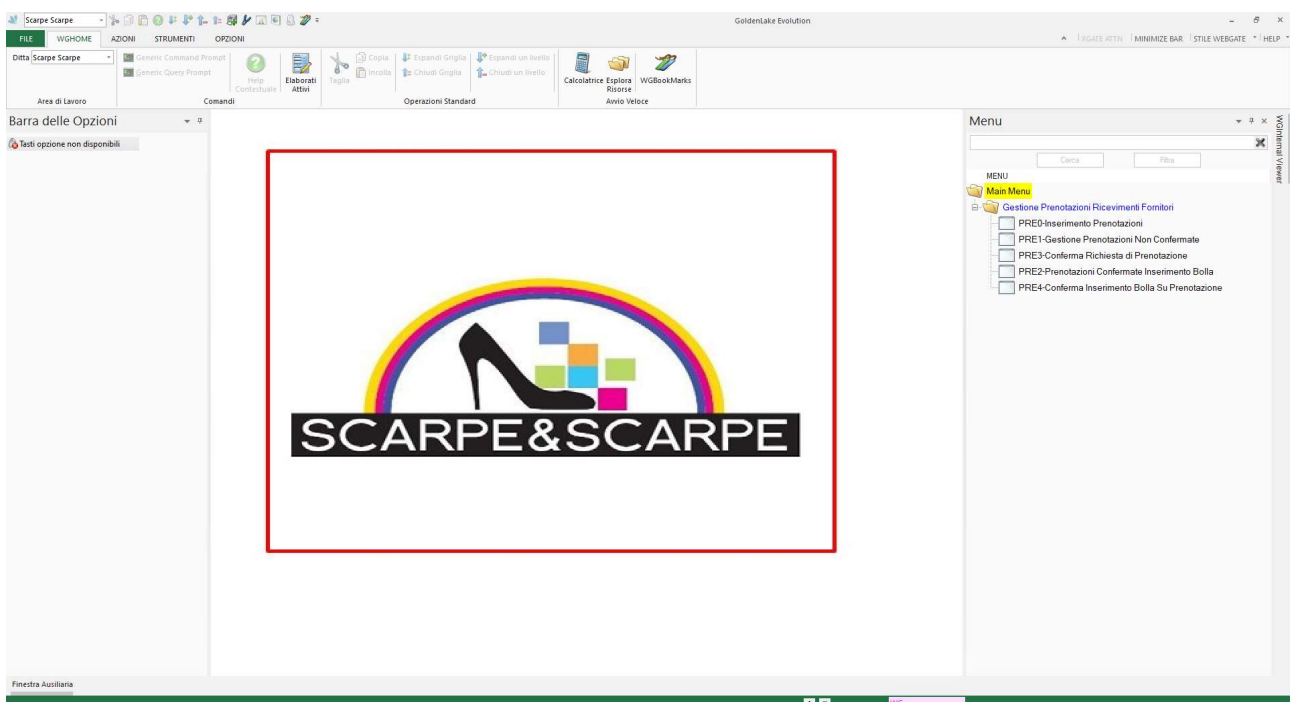 Scarpe Scarpe
GoldenLake Evolution
FILE WGHOME AZIONI STRUMENTI OPZIONI
XGATE ATTN MINIMIZE BAR STILE WEBGATE HELP
Ditta Scarpe Scarpe
Generic Command Prompt
Generic Query Prompt
Help Contestuale
Elaborati Attivi
Taglia
Copia
Incolla
Espandi Griglia
Chiudi Griglia
Espandi un livello
Chiudi un livello
Calcolatrice
Esplora Risorse
WGBookMarks
Area di Lavoro
Comandi
Operazioni Standard
Avvio Veloce
Barra delle Opzioni
Tasti opzione non disponibili
SCARPE&SCARPE
Menu
Cerca Filtra
MENU
Main Menu
Gestione Prenotazioni Ricevimenti Fornitori
PRE0-Inserimento Prenotazioni
PRE1-Gestione Prenotazioni Non Confermate
PRE3-Conferma Richiesta di Prenotazione
PRE2-Prenotazioni Confermate Inserimento Bolla
PRE4-Conferma Inserimento Bolla Su Prenotazione
WGInternal Viewer
Finestra Ausiliaria